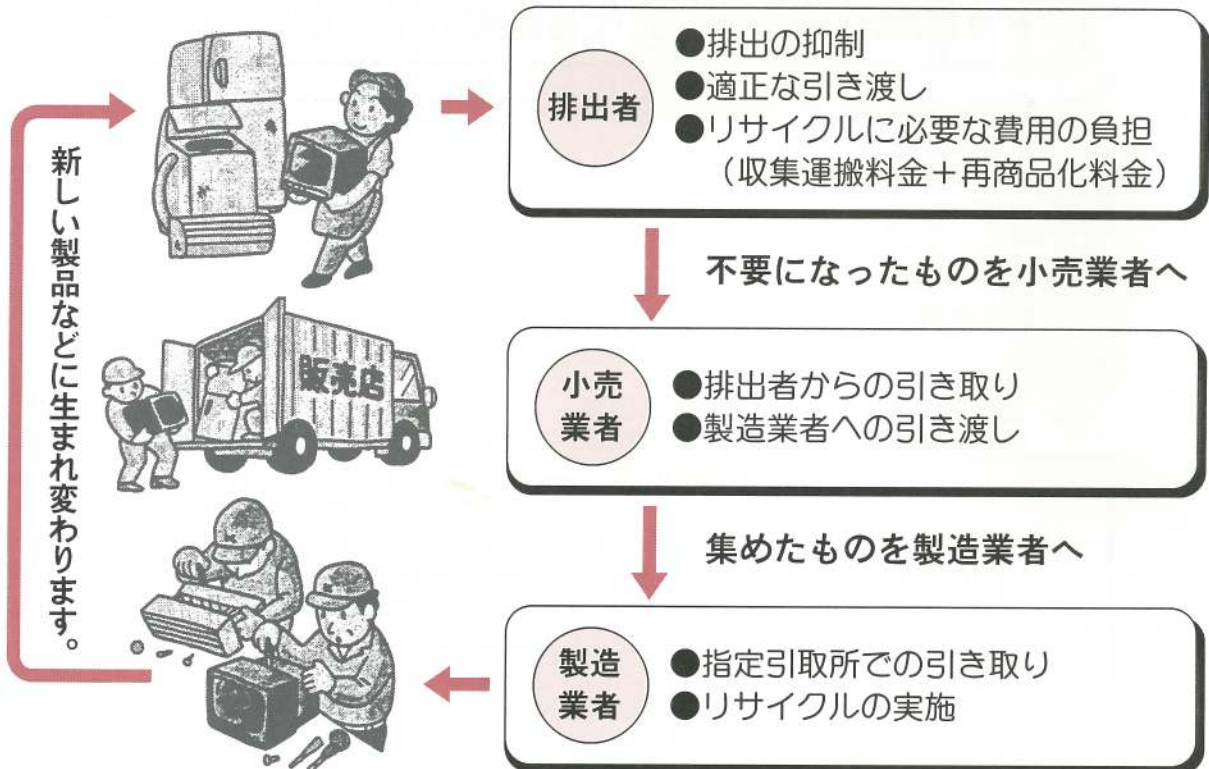 排出者
●排出の抑制
●適正な引き渡し
●リサイクルに必要な費用の負担
（収集運搬料金＋再商品化料金）
不要になったものを小売業者へ
販売店
小売
業者
●排出者からの引き取り
●製造業者への引き渡し
集めたものを製造業者へ
製造
業者
●指定引取所での引き取り
●リサイクルの実施
新しい製品などに生まれ変わります。